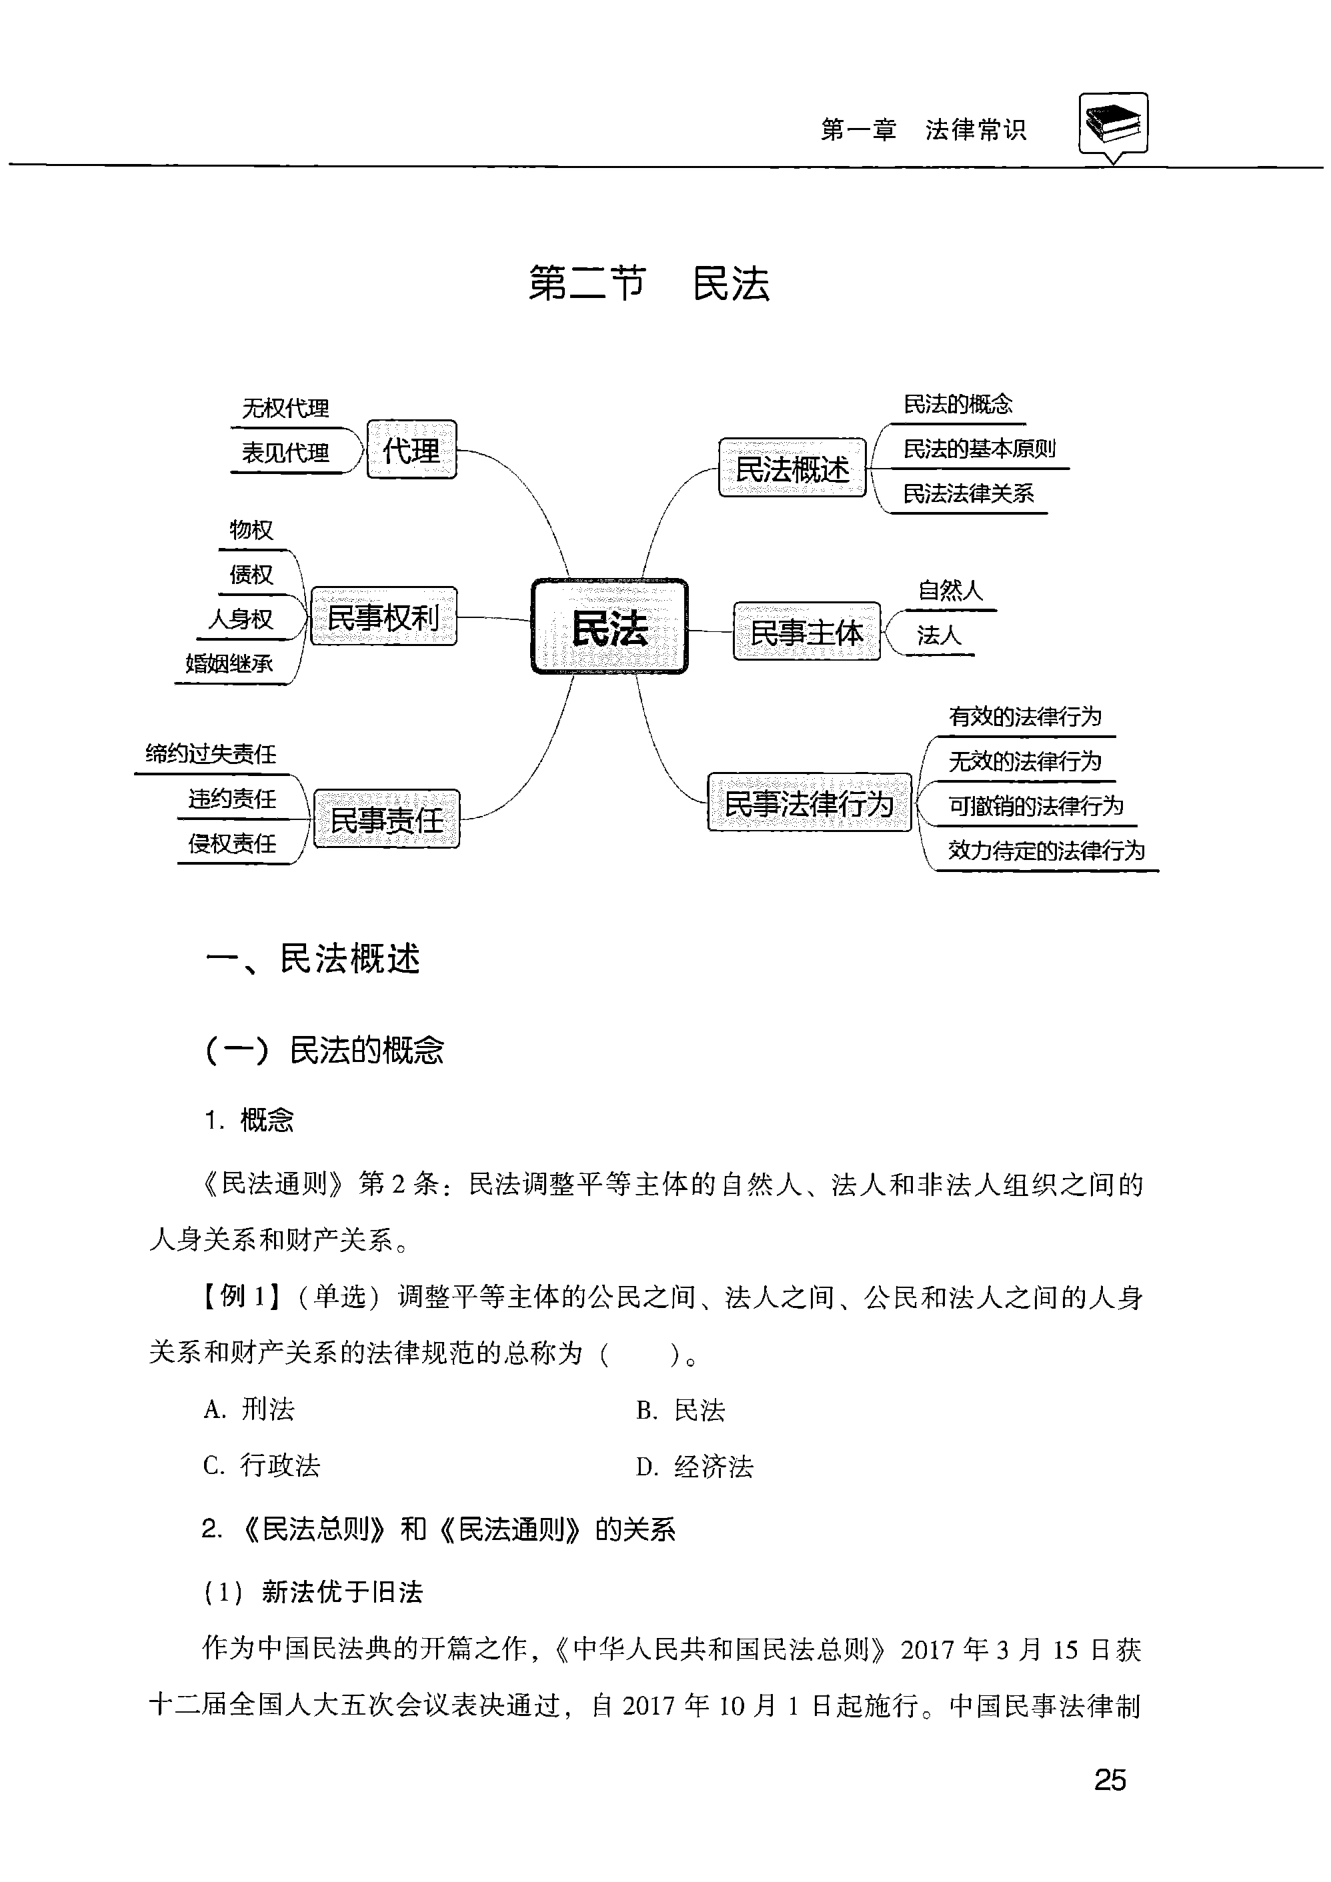 第一章 法律常识
第二节 民法
无权代理
表见代理
代理
物权
债权
人身权
婚姻继承
民事权利
缔约过失责任
违约责任
侵权责任
民事责任
民法
民法概述
民法的概念
民法的基本原则
民法法律关系
民事主体
自然人
法人
民事法律行为
有效的法律行为
无效的法律行为
可撤销的法律行为
效力待定的法律行为
一、民法概述
（一）民法的概念
1. 概念
《民法通则》第 2 条：民法调整平等主体的自然人、法人和非法人组织之间的
人身关系和财产关系。
【例 1】（单选）调整平等主体的公民之间、法人之间、公民和法人之间的人身
关系和财产关系的法律规范的总称为（　　）。
A. 刑法 B. 民法
C. 行政法 D. 经济法
2. 《民法总则》和《民法通则》的关系
（1）新法优于旧法
作为中国民法典的开篇之作，《中华人民共和国民法总则》2017 年 3 月 15 日获
十二届全国人大五次会议表决通过，自 2017 年 10 月 1 日起施行。中国民事法律制
25